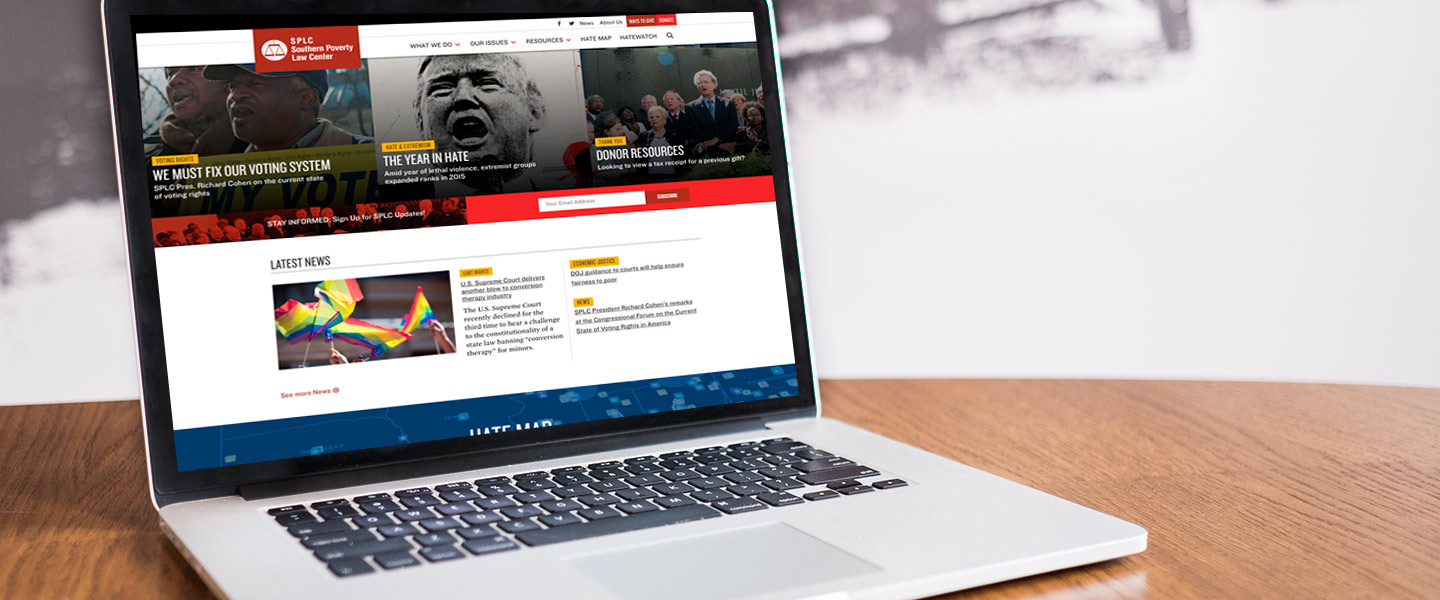 News
About Us
WAYS TO GIVE
DONATE
SPLC
Southern Poverty
Law Center
WHAT WE DO
OUR ISSUES
RESOURCES
HATE MAP
HATEWATCH
VOTING RIGHTS
WE MUST FIX OUR VOTING SYSTEM
SPLC Pres. Richard Cohen on the current state
of voting rights
HATE & EXTREMISM
THE YEAR IN HATE
Amid year of lethal violence, extremist groups
expanded ranks in 2015
THANK YOU
DONOR RESOURCES
Looking to view a tax receipt for a previous gift?
STAY INFORMED: Sign Up for SPLC Updates!
Your Email Address
SUBSCRIBE
LATEST NEWS
LGBT RIGHTS
U.S. Supreme Court delivers
another blow to conversion
therapy industry
The U.S. Supreme Court
recently declined for the
third time to hear a challenge
to the constitutionality of a
state law banning "conversion
therapy" for minors.
ECONOMIC JUSTICE
DOJ guidance to courts will help ensure
fairness to poor
NEWS
SPLC President Richard Cohen's remarks
at the Congressional Forum on the Current
State of Voting Rights in America
See more News
HATE MAP